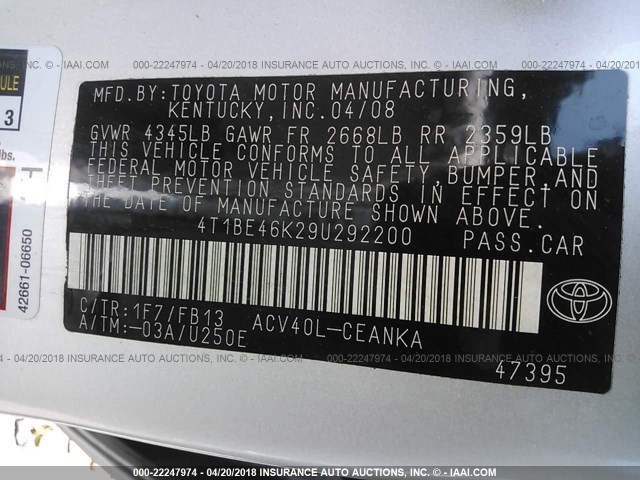 000-22247974 - 04/20/2018 INSURANCE AUTO AUCTIONS, INC. - © IAAI.COM
ULE
3
lbs.
42661-06650
MFD.BY:TOYOTA MOTOR MANUFACTURING,
KENTUCKY,INC.04/08
GVWR 4345LB GAWR FR 2668LB RR 2359LB
THIS VEHICLE CONFORMS TO ALL APPLICABLE
FEDERAL MOTOR VEHICLE SAFETY,BUMPER,AND
THEFT PREVENTION STANDARDS IN EFFECT ON
THE DATE OF MANUFACTURE SHOWN ABOVE.
4T1BE46K29U292200 PASS.CAR
C/TR:1F7/FB13 ACV40L-CEANKA
A/TM:-03A/U250E
47395
000-22247974 - 04/20/2018 INSURANCE AUTO AUCTIONS, INC. - © IAAI.COM
000-22247974 - 04/20/2018 INSURANCE AUTO AUCTIONS, INC. - © IAAI.COM